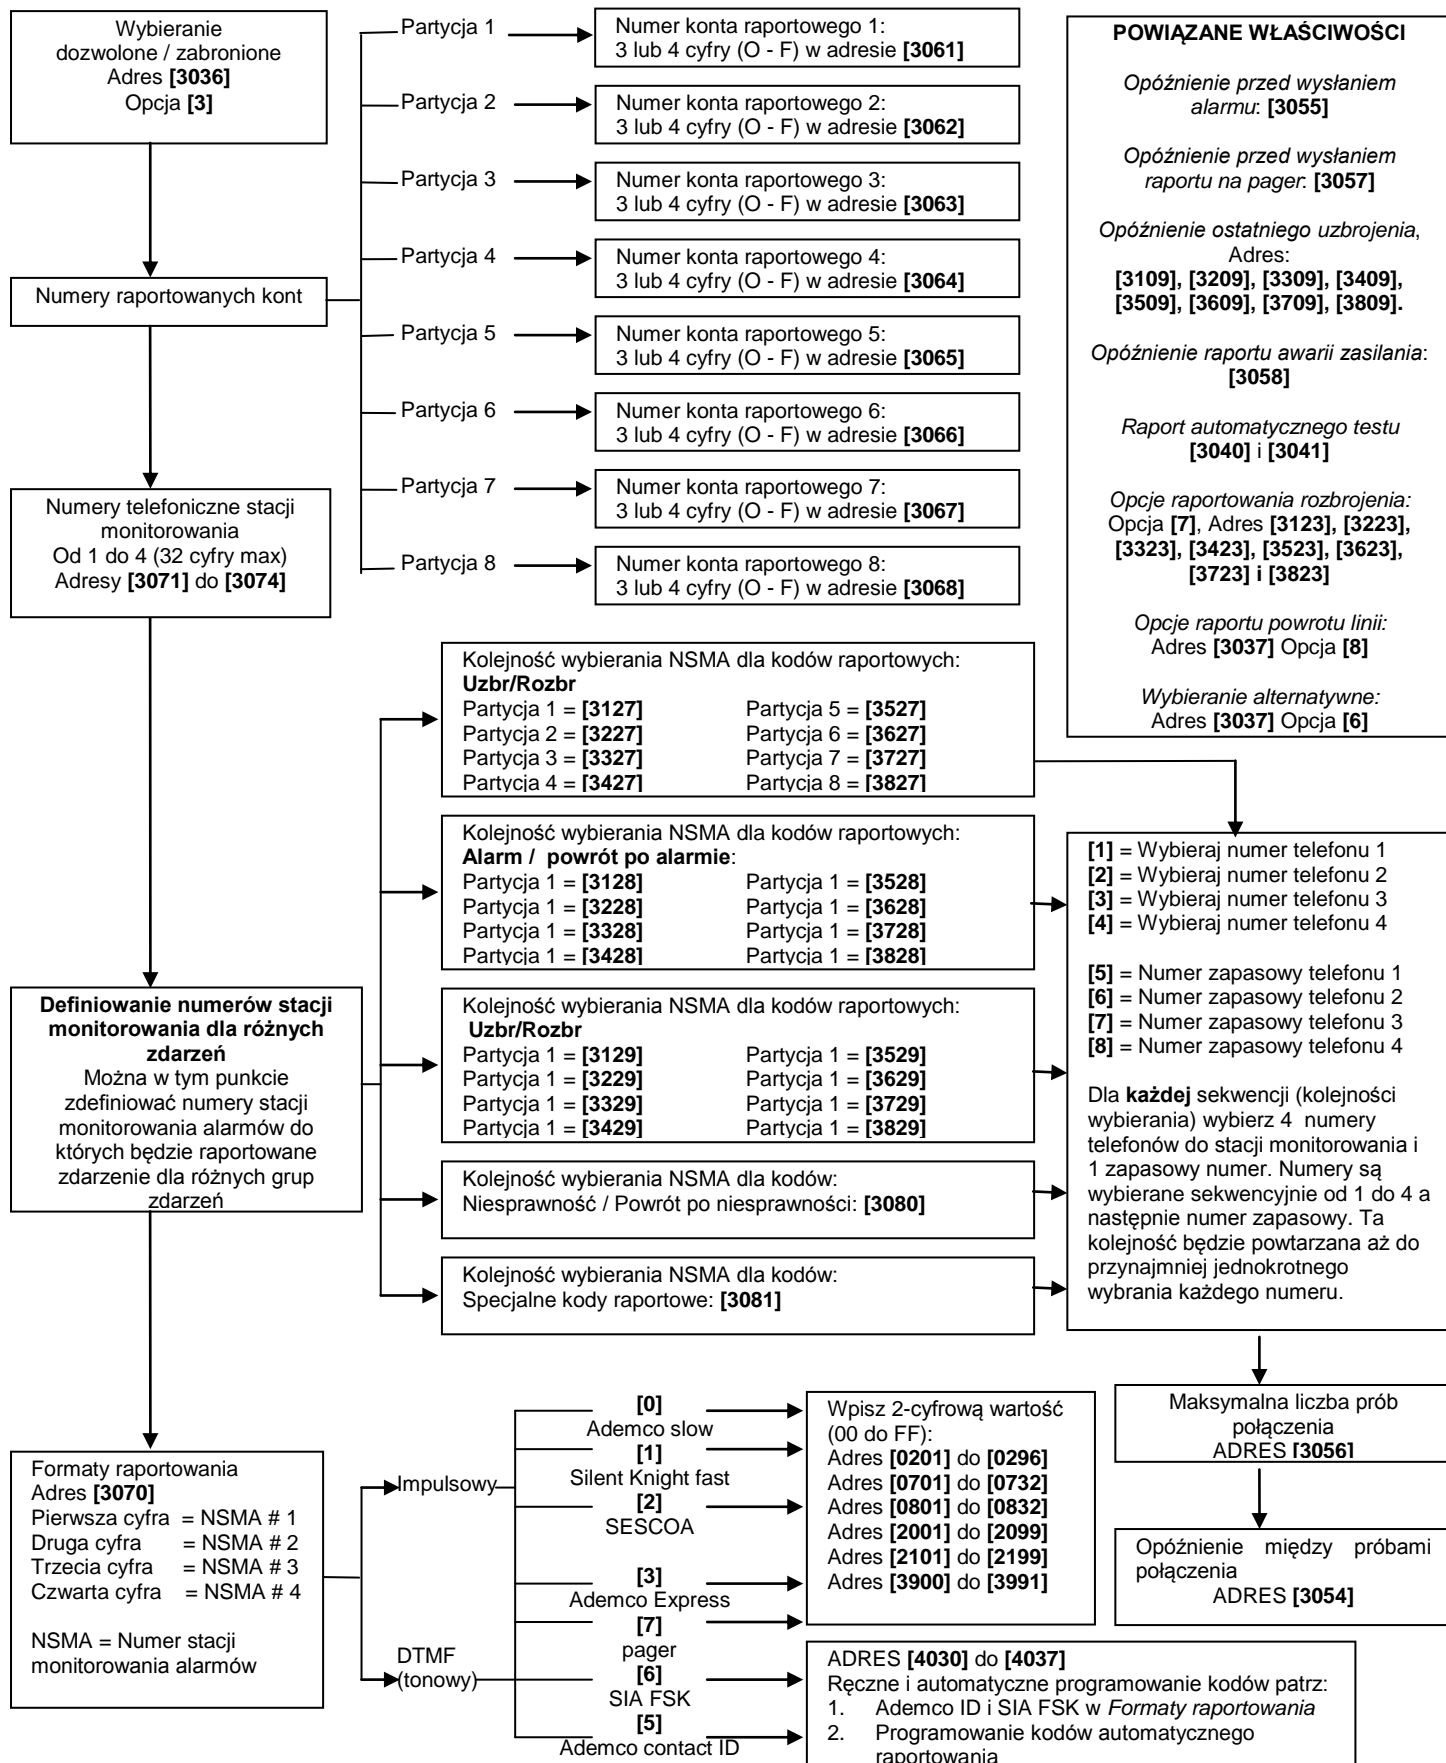 Wybieranie
dozwolone / zabronione
Adres [3036]
Opcja [3]
Numery raportowanych kont
Numery telefoniczne stacji
monitorowania
Od 1 do 4 (32 cyfry max)
Adresy [3071] do [3074]
Definiowanie numerów stacji
monitorowania dla różnych
zdarzeń
Można w tym punkcie
zdefiniować numery stacji
monitorowania alarmów do
których będzie raportowane
zdarzenie dla różnych grup
zdarzeń
Formaty raportowania
Adres [3070]
Pierwsza cyfra = NSMA # 1
Druga cyfra = NSMA # 2
Trzecia cyfra = NSMA # 3
Czwarta cyfra = NSMA # 4
NSMA = Numer stacji
monitorowania alarmów
Partycja 1
Numer konta raportowego 1:
3 lub 4 cyfry (O - F) w adresie [3061]
Partycja 2
Numer konta raportowego 2:
3 lub 4 cyfry (O - F) w adresie [3062]
Partycja 3
Numer konta raportowego 3:
3 lub 4 cyfry (O - F) w adresie [3063]
Partycja 4
Numer konta raportowego 4:
3 lub 4 cyfry (O - F) w adresie [3064]
Partycja 5
Numer konta raportowego 5:
3 lub 4 cyfry (O - F) w adresie [3065]
Partycja 6
Numer konta raportowego 6:
3 lub 4 cyfry (O - F) w adresie [3066]
Partycja 7
Numer konta raportowego 7:
3 lub 4 cyfry (O - F) w adresie [3067]
Partycja 8
Numer konta raportowego 8:
3 lub 4 cyfry (O - F) w adresie [3068]
POWIĄZANE WŁAŚCIWOŚCI
Opóźnienie przed wysłaniem
alarmu: [3055]
Opóźnienie przed wysłaniem
raportu na pager: [3057]
Opóźnienie ostatniego uzbrojenia,
Adres:
[3109], [3209], [3309], [3409],
[3509], [3609], [3709], [3809].
Opóźnienie raportu awarii zasilania:
[3058]
Raport automatycznego testu
[3040] i [3041]
Opcje raportowania rozbrojenia:
Opcja [7], Adres [3123], [3223],
[3323], [3423], [3523], [3623],
[3723] i [3823]
Opcje raportu powrotu linii:
Adres [3037] Opcja [8]
Wybieranie alternatywne:
Adres [3037] Opcja [6]
Kolejność wybierania NSMA dla kodów raportowych:
Uzbr/Rozbr
Partycja 1 = [3127] Partycja 5 = [3527]
Partycja 2 = [3227] Partycja 6 = [3627]
Partycja 3 = [3327] Partycja 7 = [3727]
Partycja 4 = [3427] Partycja 8 = [3827]
Kolejność wybierania NSMA dla kodów raportowych:
Alarm / powrót po alarmie:
Partycja 1 = [3128] Partycja 1 = [3528]
Partycja 1 = [3228] Partycja 1 = [3628]
Partycja 1 = [3328] Partycja 1 = [3728]
Partycja 1 = [3428] Partycja 1 = [3828]
Kolejność wybierania NSMA dla kodów raportowych:
Uzbr/Rozbr
Partycja 1 = [3129] Partycja 1 = [3529]
Partycja 1 = [3229] Partycja 1 = [3629]
Partycja 1 = [3329] Partycja 1 = [3729]
Partycja 1 = [3429] Partycja 1 = [3829]
Kolejność wybierania NSMA dla kodów:
Niesprawność / Powrót po niesprawności: [3080]
Kolejność wybierania NSMA dla kodów:
Specjalne kody raportowe: [3081]
[1] = Wybieraj numer telefonu 1
[2] = Wybieraj numer telefonu 2
[3] = Wybieraj numer telefonu 3
[4] = Wybieraj numer telefonu 4
[5] = Numer zapasowy telefonu 1
[6] = Numer zapasowy telefonu 2
[7] = Numer zapasowy telefonu 3
[8] = Numer zapasowy telefonu 4
Dla każdej sekwencji (kolejności
wybierania) wybierz 4 numery
telefonów do stacji monitorowania i
1 zapasowy numer. Numery są
wybierane sekwencyjnie od 1 do 4 a
następnie numer zapasowy. Ta
kolejność będzie powtarzana aż do
przynajmniej jednokrotnego
wybrania każdego numeru.
Maksymalna liczba prób
połączenia
ADRES [3056]
Opóźnienie między próbami
połączenia
ADRES [3054]
Impulsowy
DTMF
(tonowy)
[0]
Ademco slow
[1]
Silent Knight fast
[2]
SESCOA
[3]
Ademco Express
[7]
pager
[6]
SIA FSK
[5]
Ademco contact ID
Wpisz 2-cyfrową wartość
(00 do FF):
Adres [0201] do [0296]
Adres [0701] do [0732]
Adres [0801] do [0832]
Adres [2001] do [2099]
Adres [2101] do [2199]
Adres [3900] do [3991]
ADRES [4030] do [4037]
Ręczne i automatyczne programowanie kodów patrz:
1. Ademco ID i SIA FSK w Formaty raportowania
2. Programowanie kodów automatycznego
raportowania